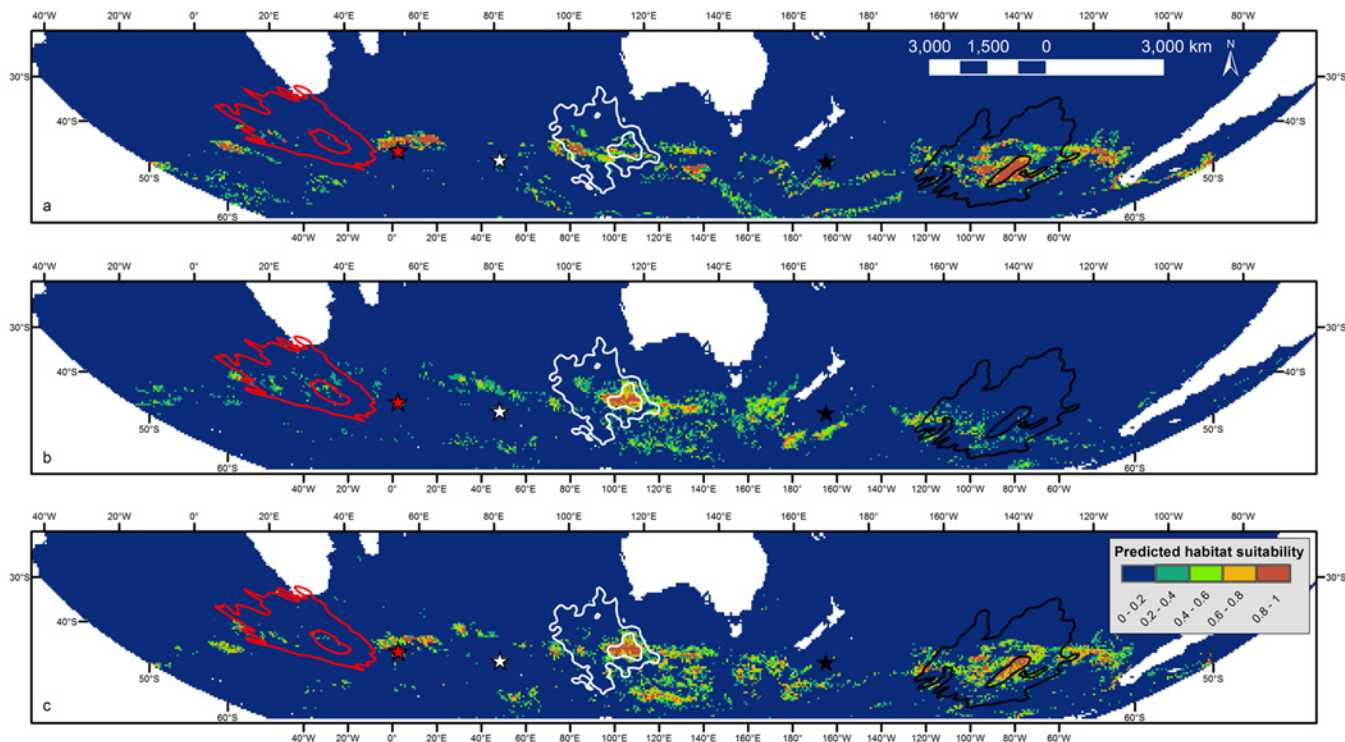 40°W 20°W 0° 20°E 40°E 60°E 80°E 100°E 120°E 140°E 160°E 180° 160°W 140°W 120°W 100°W 80°W
3,000 1,500 0 3,000 km
N
30°S 30°S
40°S 40°S
50°S 50°S
60°S 60°S
a
40°W 20°W 0° 20°E 40°E 60°E 80°E 100°E 120°E 140°E 160°E 180° 160°W 140°W 120°W 100°W 80°W 60°W
40°W 20°W 0° 20°E 40°E 60°E 80°E 100°E 120°E 140°E 160°E 180° 160°W 140°W 120°W 100°W 80°W
30°S 30°S
40°S 40°S
50°S 50°S
60°S 60°S
b
40°W 20°W 0° 20°E 40°E 60°E 80°E 100°E 120°E 140°E 160°E 180° 160°W 140°W 120°W 100°W 80°W 60°W
40°W 20°W 0° 20°E 40°E 60°E 80°E 100°E 120°E 140°E 160°E 180° 160°W 140°W 120°W 100°W 80°W
Predicted habitat suitability
0 - 0.2 0.2 - 0.4 0.4 - 0.6 0.6 - 0.8 0.8 - 1
30°S 30°S
40°S 40°S
50°S 50°S
60°S 60°S
c
40°W 20°W 0° 20°E 40°E 60°E 80°E 100°E 120°E 140°E 160°E 180° 160°W 140°W 120°W 100°W 80°W 60°W